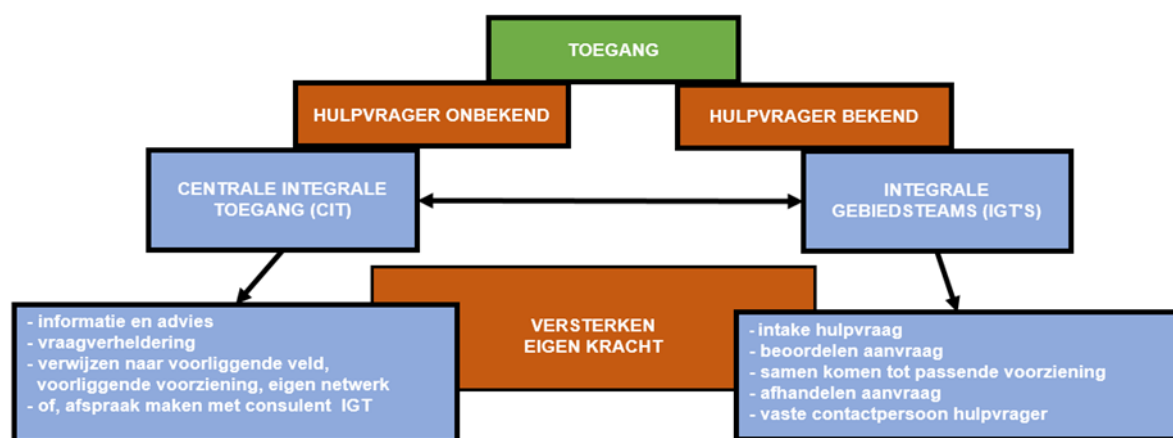 TOEGANG
HULPVRAGER ONBEKEND
HULPVRAGER BEKEND
CENTRALE INTEGRALE
TOEGANG (CIT)
INTEGRALE
GEBIEDSTEAMS (IGT'S)
- informatie en advies
- vraagverheldering
- verwijzen naar voorliggende veld,
voorliggende voorziening, eigen netwerk
- of, afspraak maken met consulent IGT
VERSTERKEN
EIGEN KRACHT
- intake hulpvraag
- beoordelen aanvraag
- samen komen tot passende voorziening
- afhandelen aanvraag
- vaste contactpersoon hulpvrager